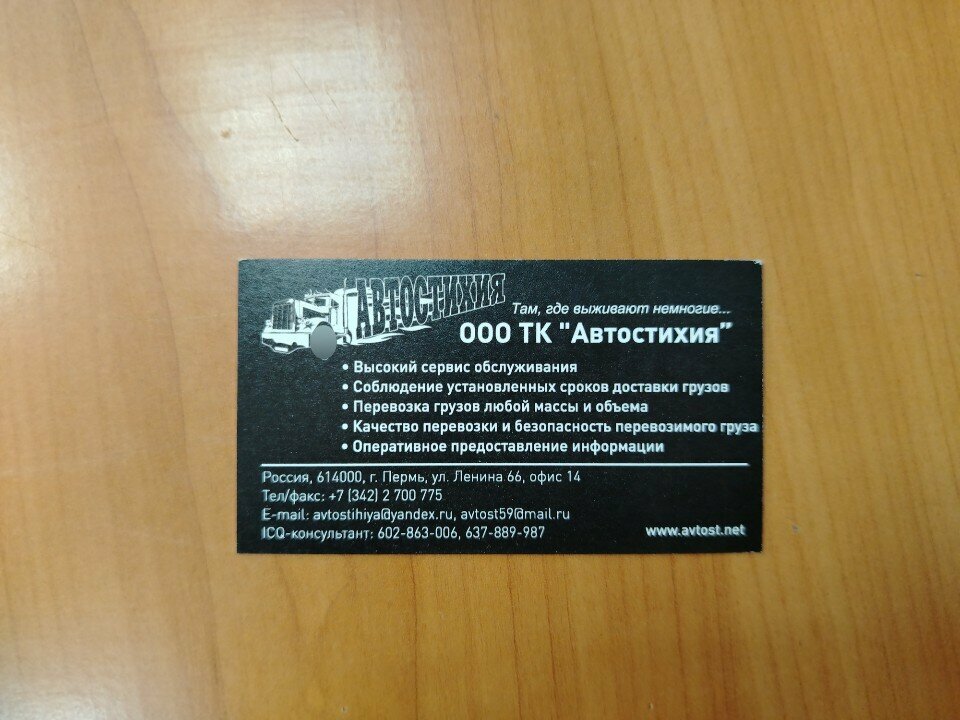 АВТОСТИХИЯ
Там, где выживают немногие...
ООО ТК "Автостихия"
• Высокий сервис обслуживания
• Соблюдение установленных сроков доставки грузов
• Перевозка грузов любой массы и объема
• Качество перевозки и безопасность перевозимого груза
• Оперативное предоставление информации
Россия, 614000, г. Пермь, ул. Ленина 66, офис 14
Тел/факс: +7 (342) 2 700 775
E-mail: avtostihiya@yandex.ru, avtost59@mail.ru
ICQ-консультант: 602-863-006, 637-889-987
www.avtost.net